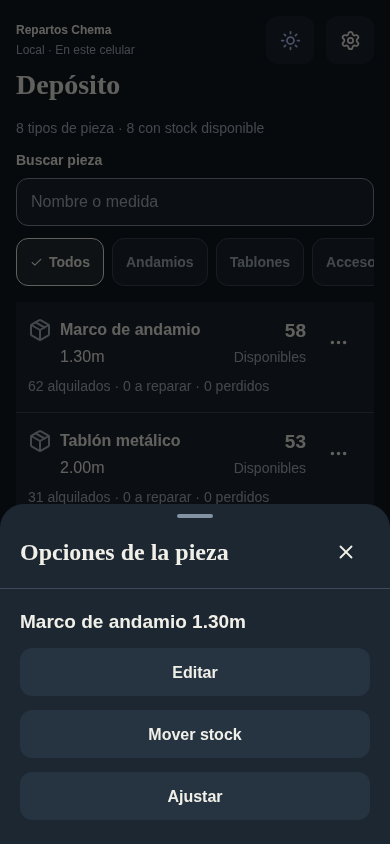 Repartos Chema
Local · En este celular
Depósito
8 tipos de pieza · 8 con stock disponible
Buscar pieza
Nombre o medida
Todos
Andamios
Tablones
Acceso
Marco de andamio
58
1.30m
Disponibles
62 alquilados · 0 a reparar · 0 perdidos
Tablón metálico
53
2.00m
Disponibles
31 alquilados · 0 a reparar · 0 perdidos
Opciones de la pieza
Marco de andamio 1.30m
Editar
Mover stock
Ajustar